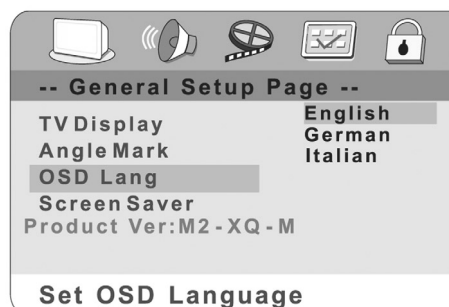 -- General Setup Page --
TV Display
English
German
Angle Mark
Italian
OSD Lang
Screen Saver
Product Ver:M2-XQ-M
Set OSD Language